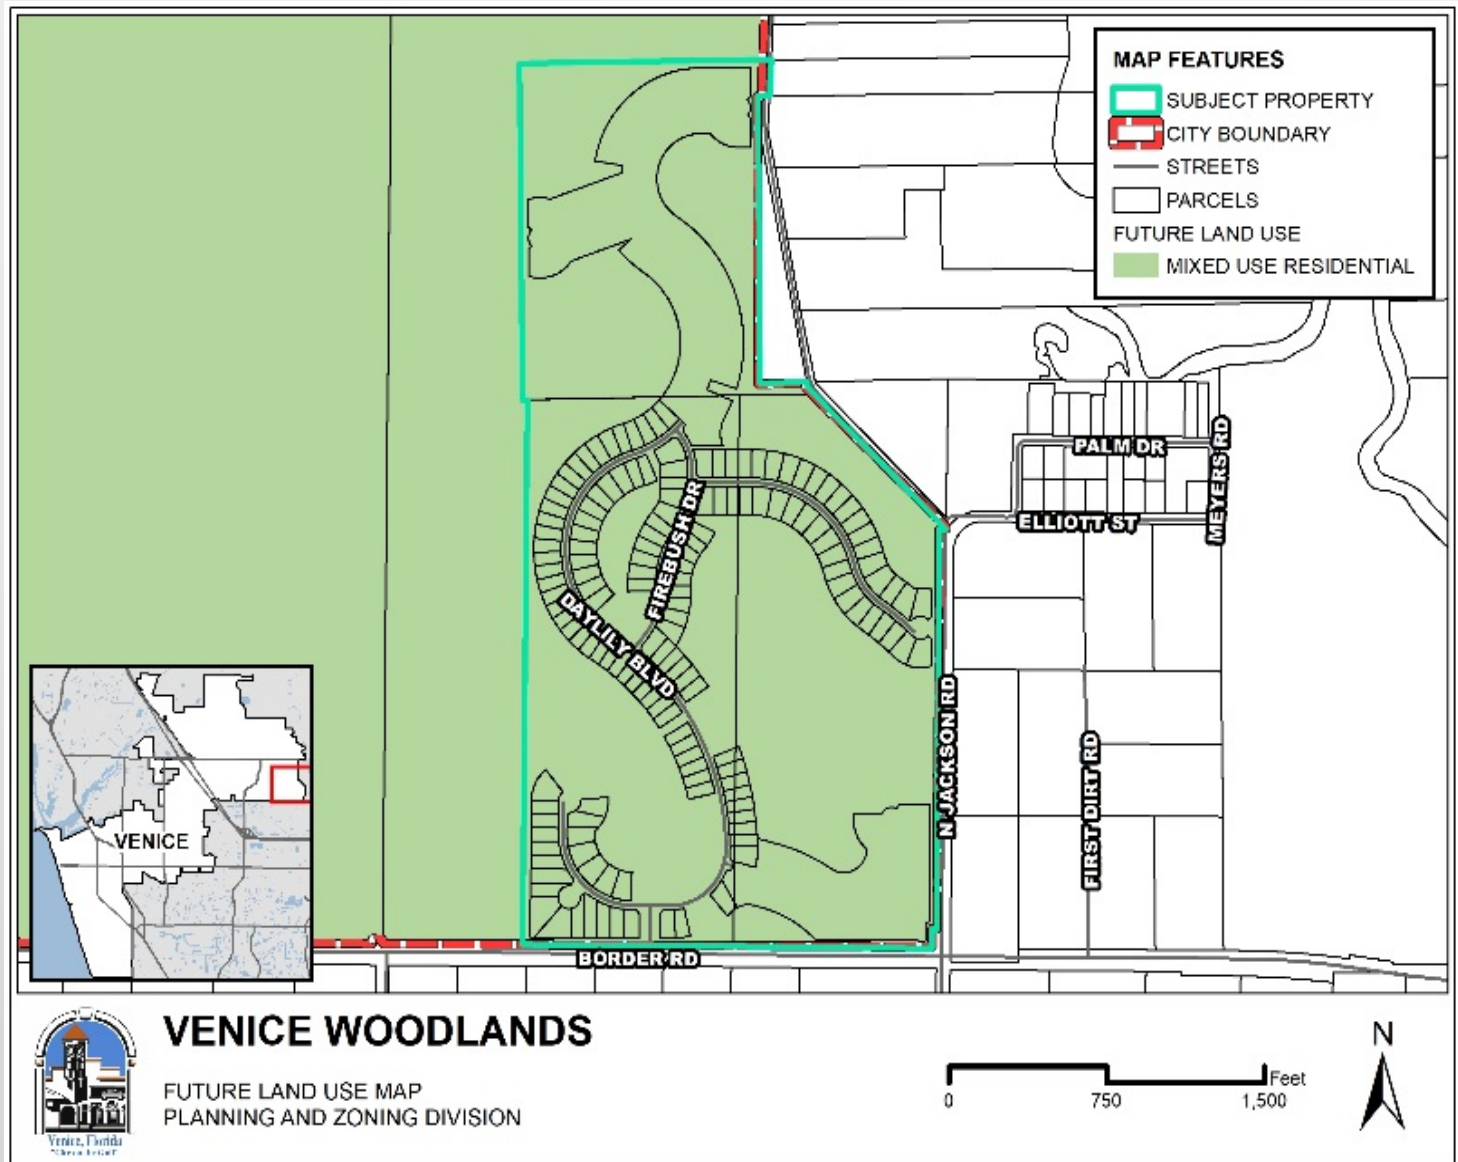 MAP FEATURES
SUBJECT PROPERTY
CITY BOUNDARY
STREETS
PARCELS
FUTURE LAND USE
MIXED USE RESIDENTIAL
PALM DR
MEYERS RD
ELLIOTT ST
FIREBUSH DR
DAYLILY BLVD
N JACKSON RD
FIRST DIRT RD
VENICE
BORDER RD
VENICE WOODLANDS
FUTURE LAND USE MAP
PLANNING AND ZONING DIVISION
Venice, Florida
N
Feet
0 750 1,500